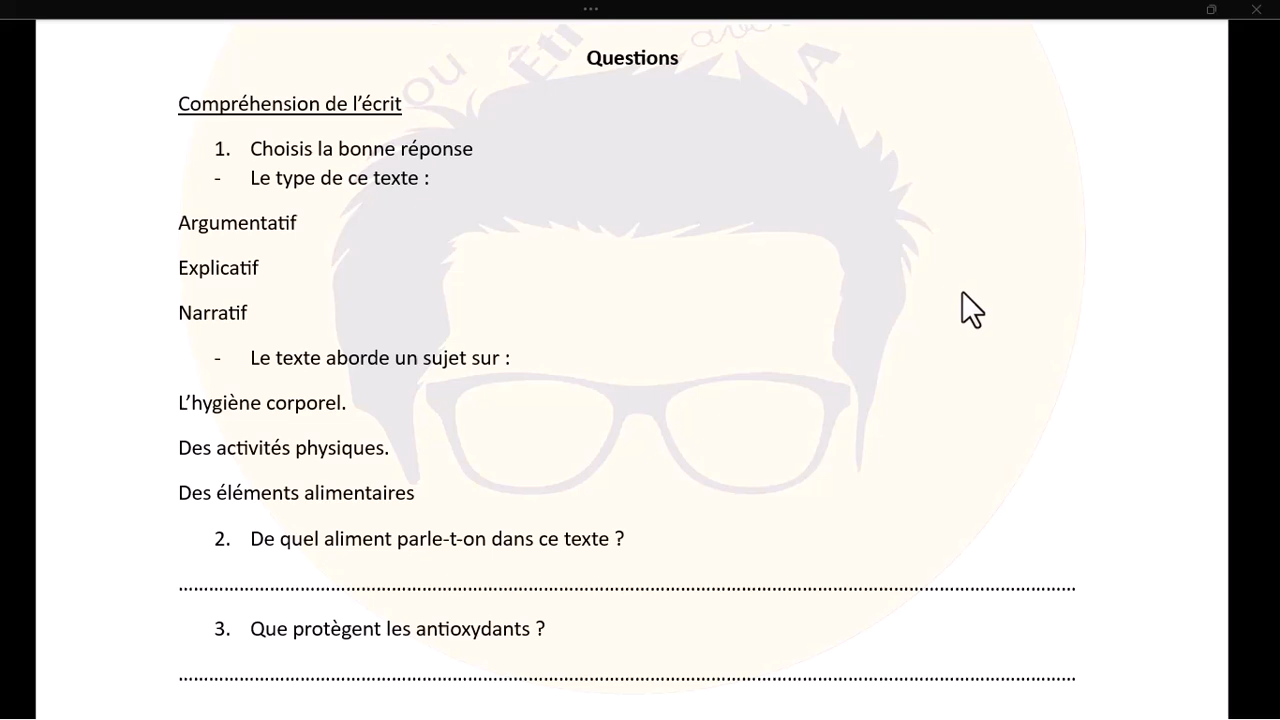 Questions
Compréhension de l'écrit
1. Choisis la bonne réponse
- Le type de ce texte :
Argumentatif
Explicatif
Narratif
- Le texte aborde un sujet sur :
L'hygiène corporel.
Des activités physiques.
Des éléments alimentaires
2. De quel aliment parle-t-on dans ce texte ?
3. Que protègent les antioxydants ?